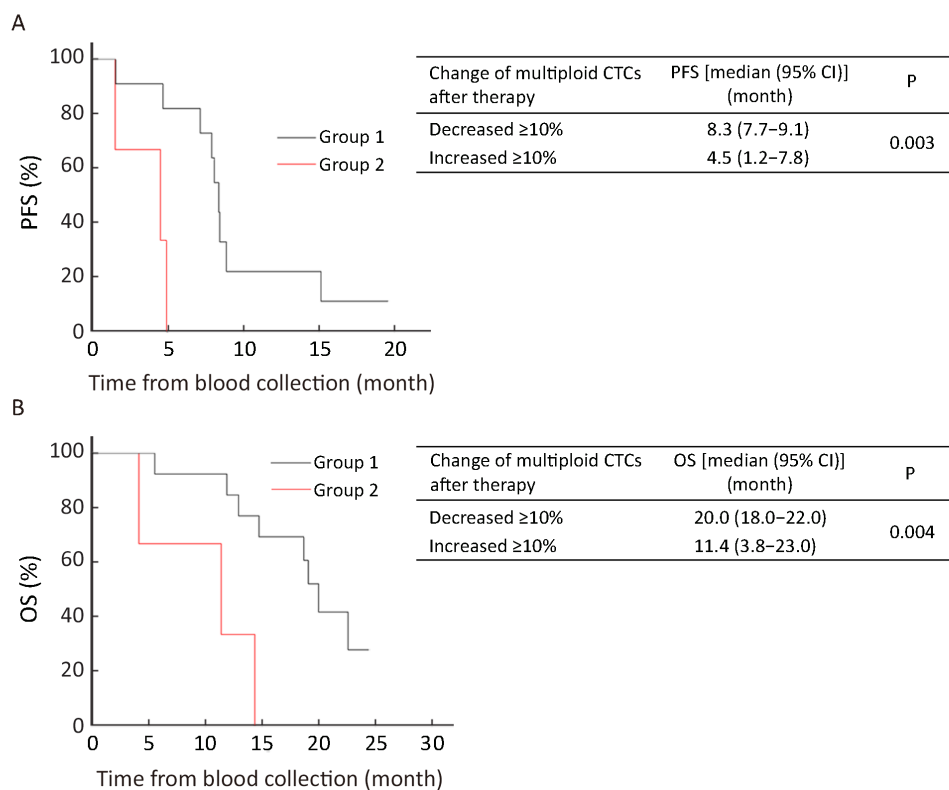 A
100
80
60
40
20
0
PFS (%)
0 5 10 15 20
Time from blood collection (month)
Group 1
Group 2
Change of multiploid CTCs after therapy
PFS [median (95% CI)] (month)
P
Decreased ≥10%
8.3 (7.7−9.1)
0.003
Increased ≥10%
4.5 (1.2−7.8)
B
100
80
60
40
20
0
OS (%)
0 5 10 15 20 25 30
Time from blood collection (month)
Group 1
Group 2
Change of multiploid CTCs after therapy
OS [median (95% CI)] (month)
P
Decreased ≥10%
20.0 (18.0−22.0)
0.004
Increased ≥10%
11.4 (3.8−23.0)